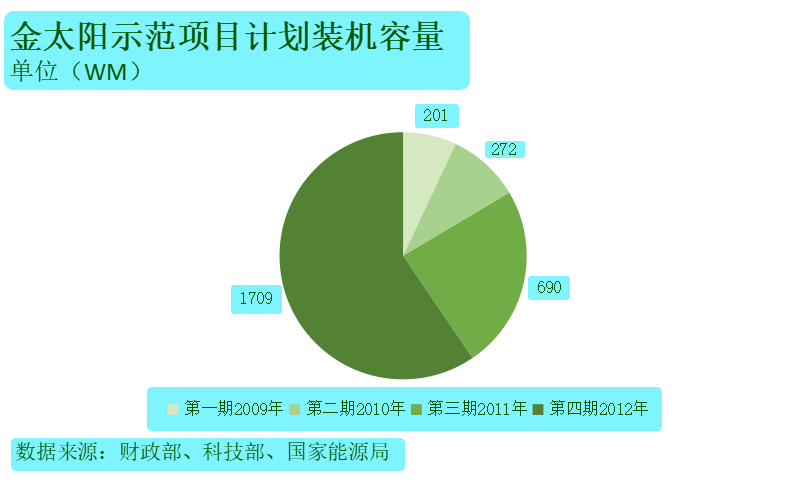 金太阳示范项目计划装机容量
单位（WM）
201
272
690
1709
第一期2009年 第二期2010年 第三期2011年 第四期2012年
数据来源：财政部、科技部、国家能源局